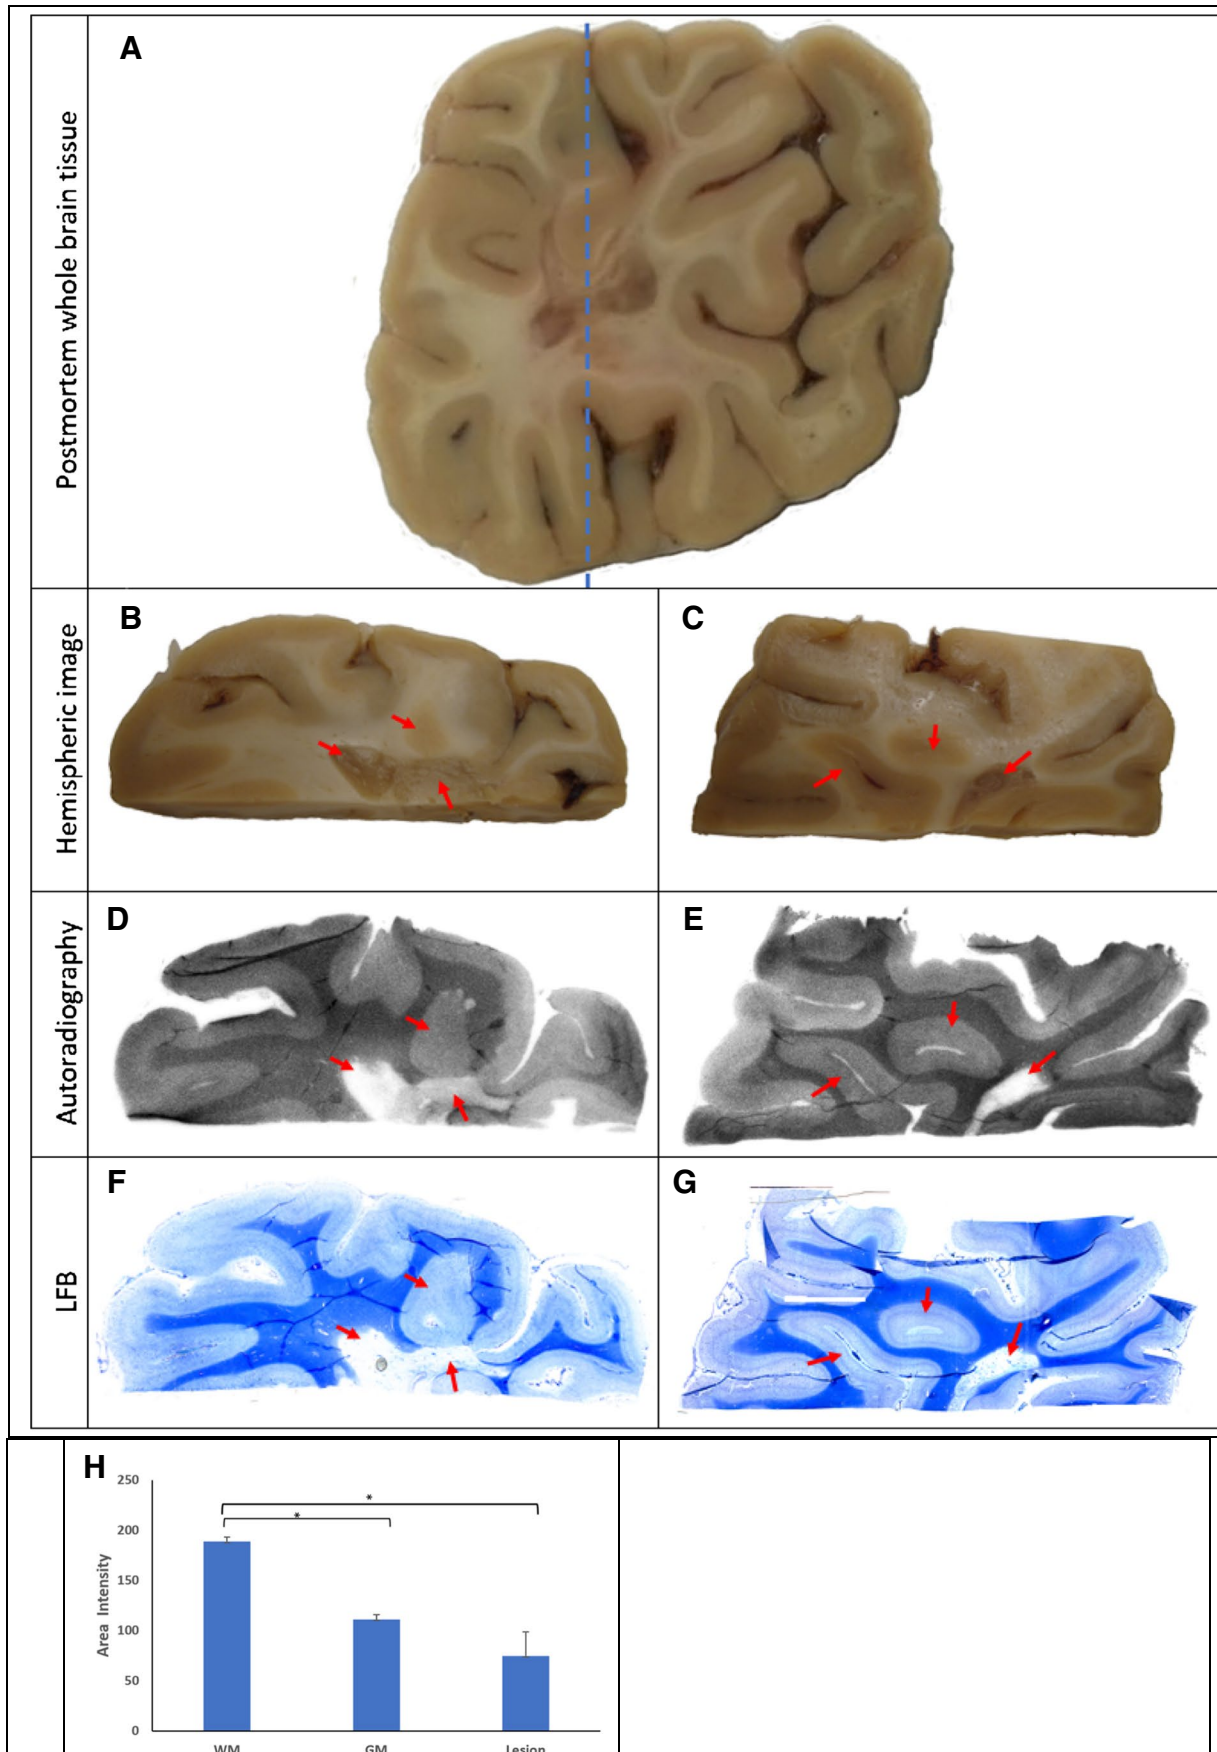 A
Postmortem whole brain tissue
B
C
Hemispheric image
D
E
Autoradiography
F
G
LFB
H
250
200
150
100
50
0
Area Intensity
*
*
WM
GM
Lesion